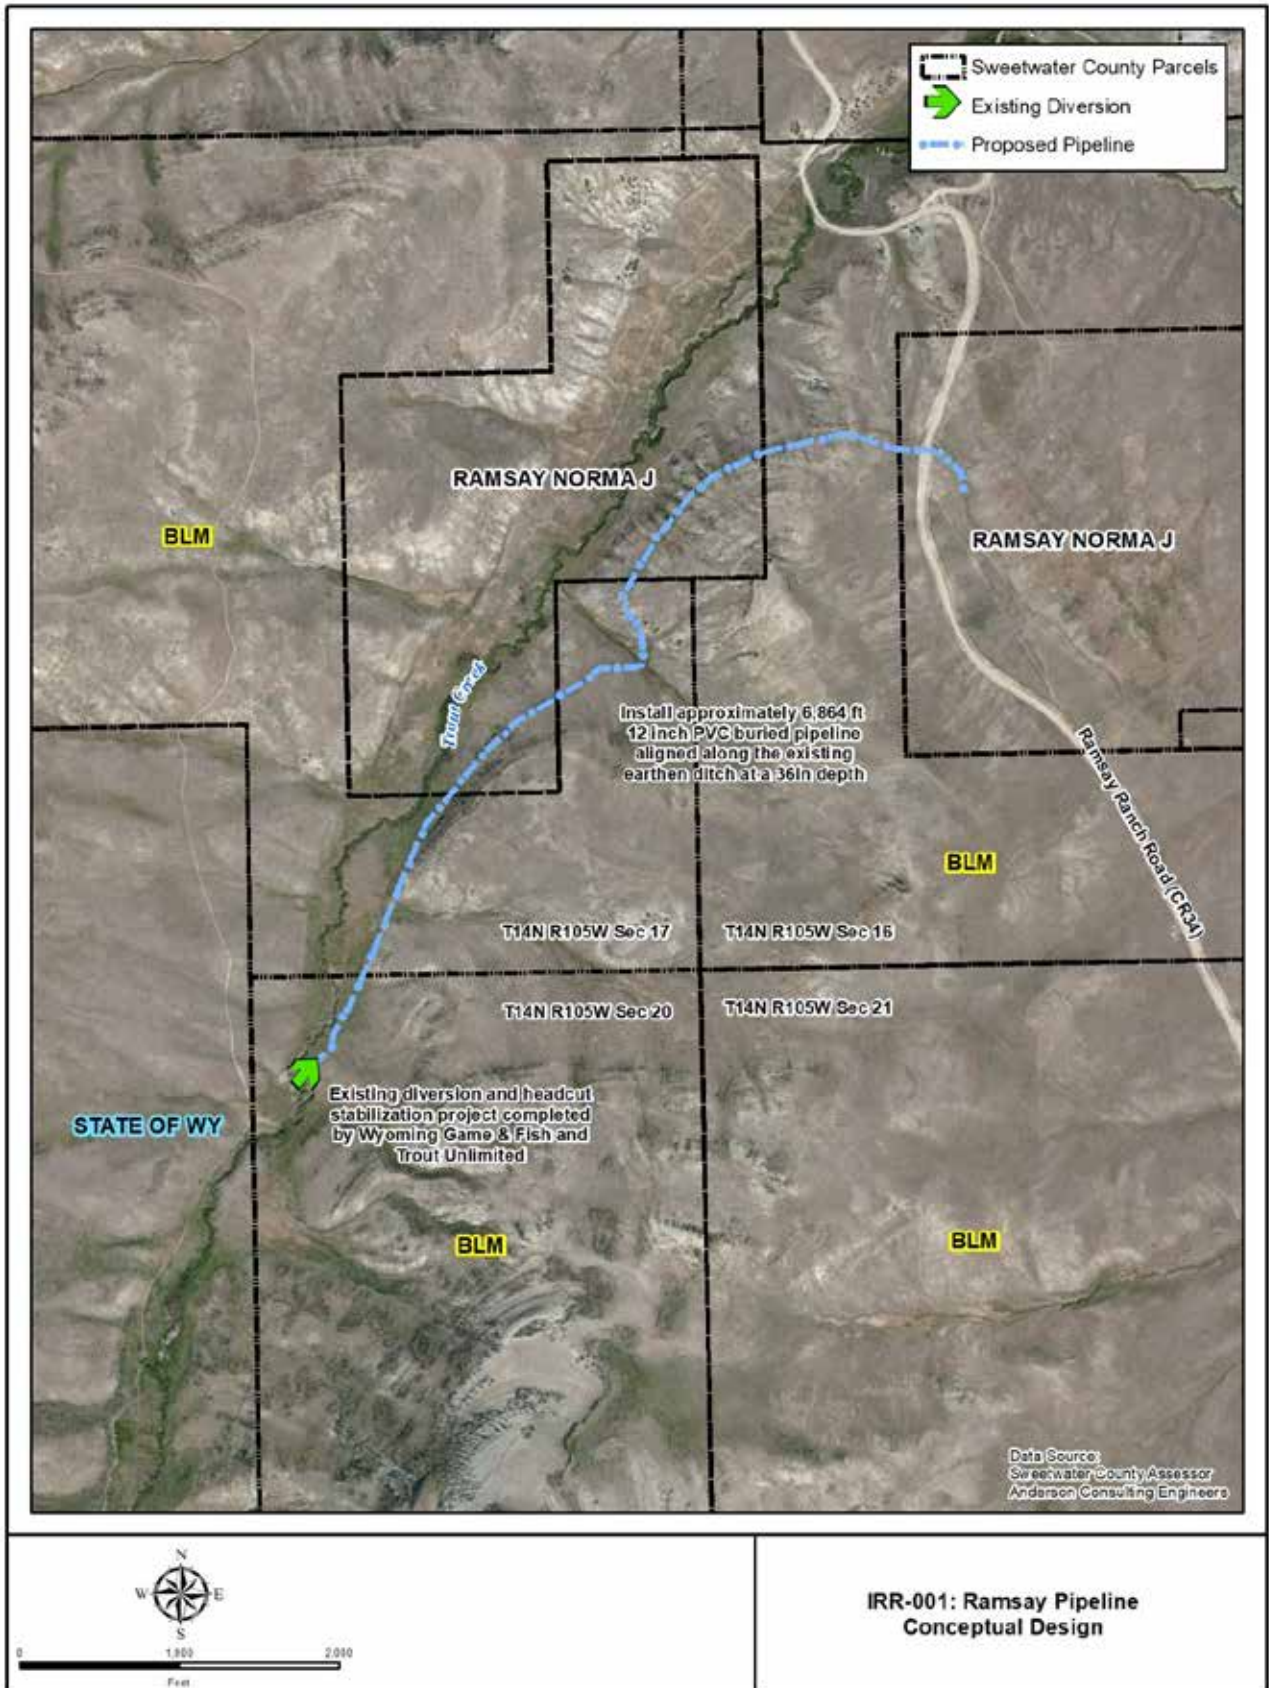 Sweetwater County Parcels
Existing Diversion
Proposed Pipeline
RAMSAY NORMA J
BLM
RAMSAY NORMA J
Trout Creek
Install approximately 6,864 ft
12 inch PVC buried pipeline
aligned along the existing
earthen ditch at a 36in depth
Ramsay Ranch Road (CR34)
BLM
T14N R105W Sec 17
T14N R105W Sec 16
T14N R105W Sec 20
T14N R105W Sec 21
Existing diversion and headcut
stabilization project completed
by Wyoming Game & Fish and
Trout Unlimited
STATE OF WY
BLM
BLM
Data Source:
Sweetwater County Assessor
Anderson Consulting Engineers
N
W E
S
0 2,000
Feet
IRR-001: Ramsay Pipeline
Conceptual Design